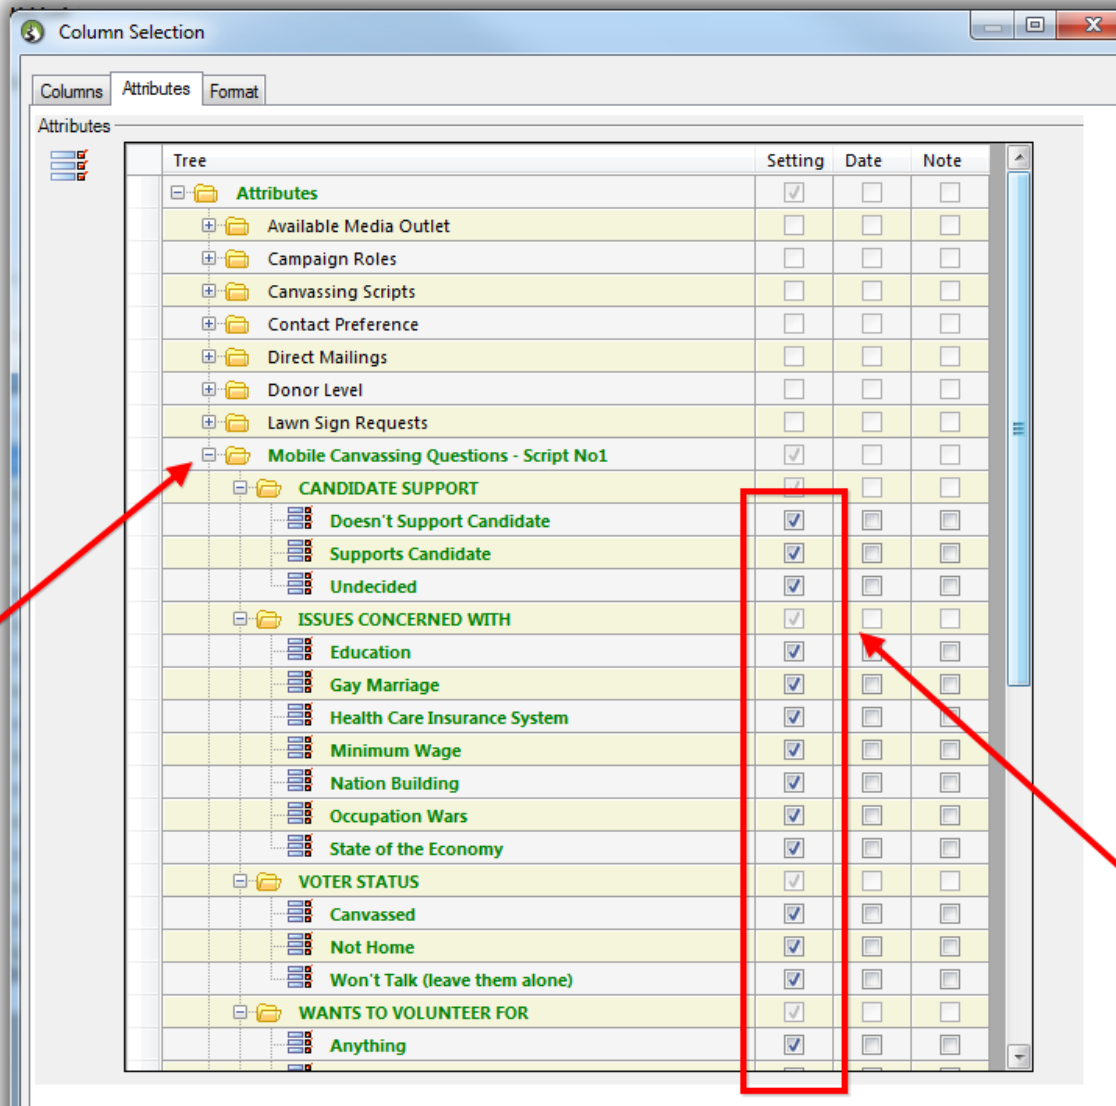 Column Selection
Columns Attributes Format
Attributes
Tree Setting Date Note
Attributes
Available Media Outlet
Campaign Roles
Canvassing Scripts
Contact Preference
Direct Mailings
Donor Level
Lawn Sign Requests
Mobile Canvassing Questions - Script No1
CANDIDATE SUPPORT
Doesn't Support Candidate
Supports Candidate
Undecided
ISSUES CONCERNED WITH
Education
Gay Marriage
Health Care Insurance System
Minimum Wage
Nation Building
Occupation Wars
State of the Economy
VOTER STATUS
Canvassed
Not Home
Won't Talk (leave them alone)
WANTS TO VOLUNTEER FOR
Anything